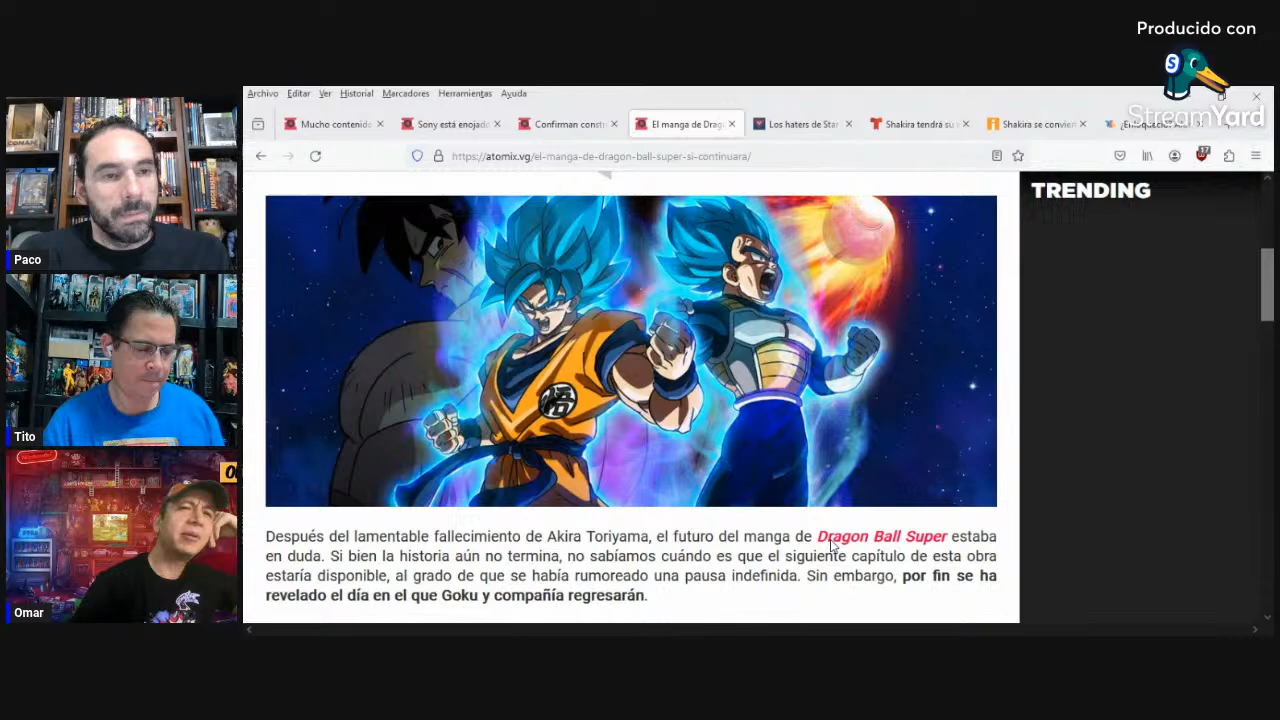 Producido con
StreamYard
Archivo Editar Ver Historial Marcadores Herramientas Ayuda
Mucho contenido
Sony está enojado
Confirman constr
El manga de Drag
Los haters de Star
Shakira tendrá su
Shakira se convier
https://atomix.vg/el-manga-de-dragon-ball-super-si-continuara/
17
TRENDING
Paco
Tito
Omar
Después del lamentable fallecimiento de Akira Toriyama, el futuro del manga de Dragon Ball Super estaba
en duda. Si bien la historia aún no termina, no sabíamos cuándo es que el siguiente capítulo de esta obra
estaría disponible, al grado de que se había rumoreado una pausa indefinida. Sin embargo, por fin se ha
revelado el día en el que Goku y compañía regresarán.